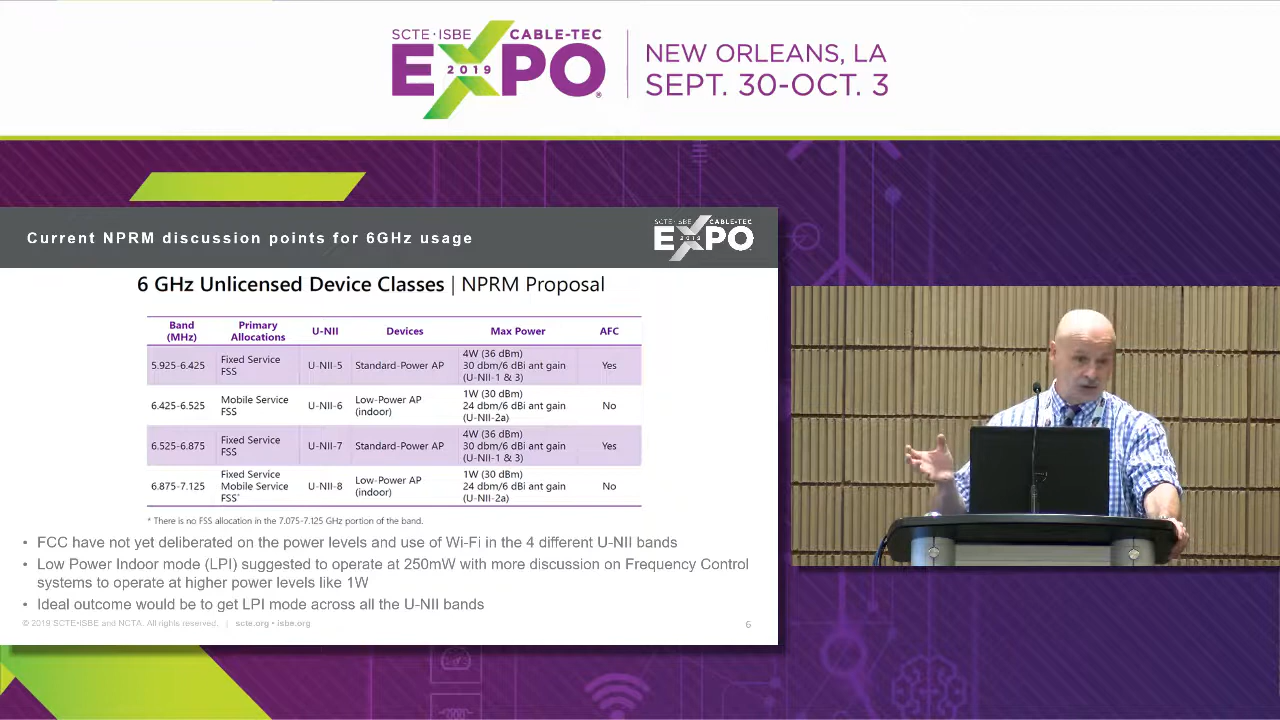 SCTE·ISBE CABLE-TEC
EXPO
2019
NEW ORLEANS, LA
SEPT. 30-OCT. 3
Current NPRM discussion points for 6GHz usage
SCTE·ISBE CABLE-TEC
EXPO
2019
6 GHz Unlicensed Device Classes | NPRM Proposal
Band (MHz) Primary Allocations U-NII Devices Max Power AFC
5.925-6.425 Fixed Service FSS U-NII-5 Standard-Power AP 4W (36 dBm) 30 dbm/6 dBi ant gain (U-NII-1 & 3) Yes
6.425-6.525 Mobile Service FSS U-NII-6 Low-Power AP (indoor) 1W (30 dBm) 24 dbm/6 dBi ant gain (U-NII-2a) No
6.525-6.875 Fixed Service FSS U-NII-7 Standard-Power AP 4W (36 dBm) 30 dbm/6 dBi ant gain (U-NII-1 & 3) Yes
6.875-7.125 Fixed Service Mobile Service FSS* U-NII-8 Low-Power AP (indoor) 1W (30 dBm) 24 dbm/6 dBi ant gain (U-NII-2a) No
* There is no FSS allocation in the 7.075-7.125 GHz portion of the band.
• FCC have not yet deliberated on the power levels and use of Wi-Fi in the 4 different U-NII bands
• Low Power Indoor mode (LPI) suggested to operate at 250mW with more discussion on Frequency Control
systems to operate at higher power levels like 1W
• Ideal outcome would be to get LPI mode across all the U-NII bands
© 2019 SCTE•ISBE and NCTA. All rights reserved. | scte.org • isbe.org
6